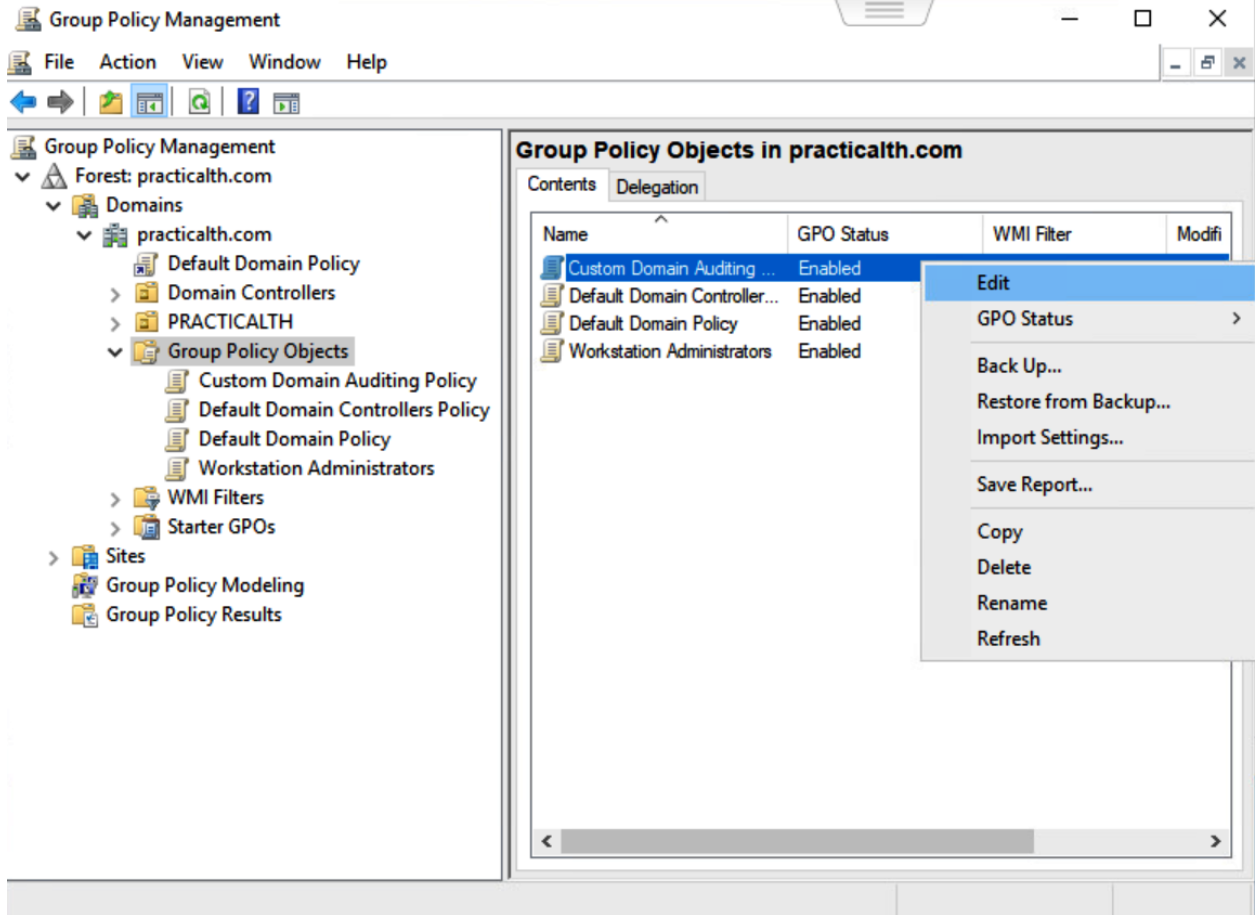 Group Policy Management
File Action View Window Help
Group Policy Management
Forest: practicalth.com
Domains
practicalth.com
Default Domain Policy
Domain Controllers
PRACTICALTH
Group Policy Objects
Custom Domain Auditing Policy
Default Domain Controllers Policy
Default Domain Policy
Workstation Administrators
WMI Filters
Starter GPOs
Sites
Group Policy Modeling
Group Policy Results
Group Policy Objects in practicalth.com
Contents Delegation
Name GPO Status WMI Filter Modifi
Custom Domain Auditing ... Enabled
Default Domain Controller... Enabled
Default Domain Policy Enabled
Workstation Administrators Enabled
Edit
GPO Status
Back Up...
Restore from Backup...
Import Settings...
Save Report...
Copy
Delete
Rename
Refresh